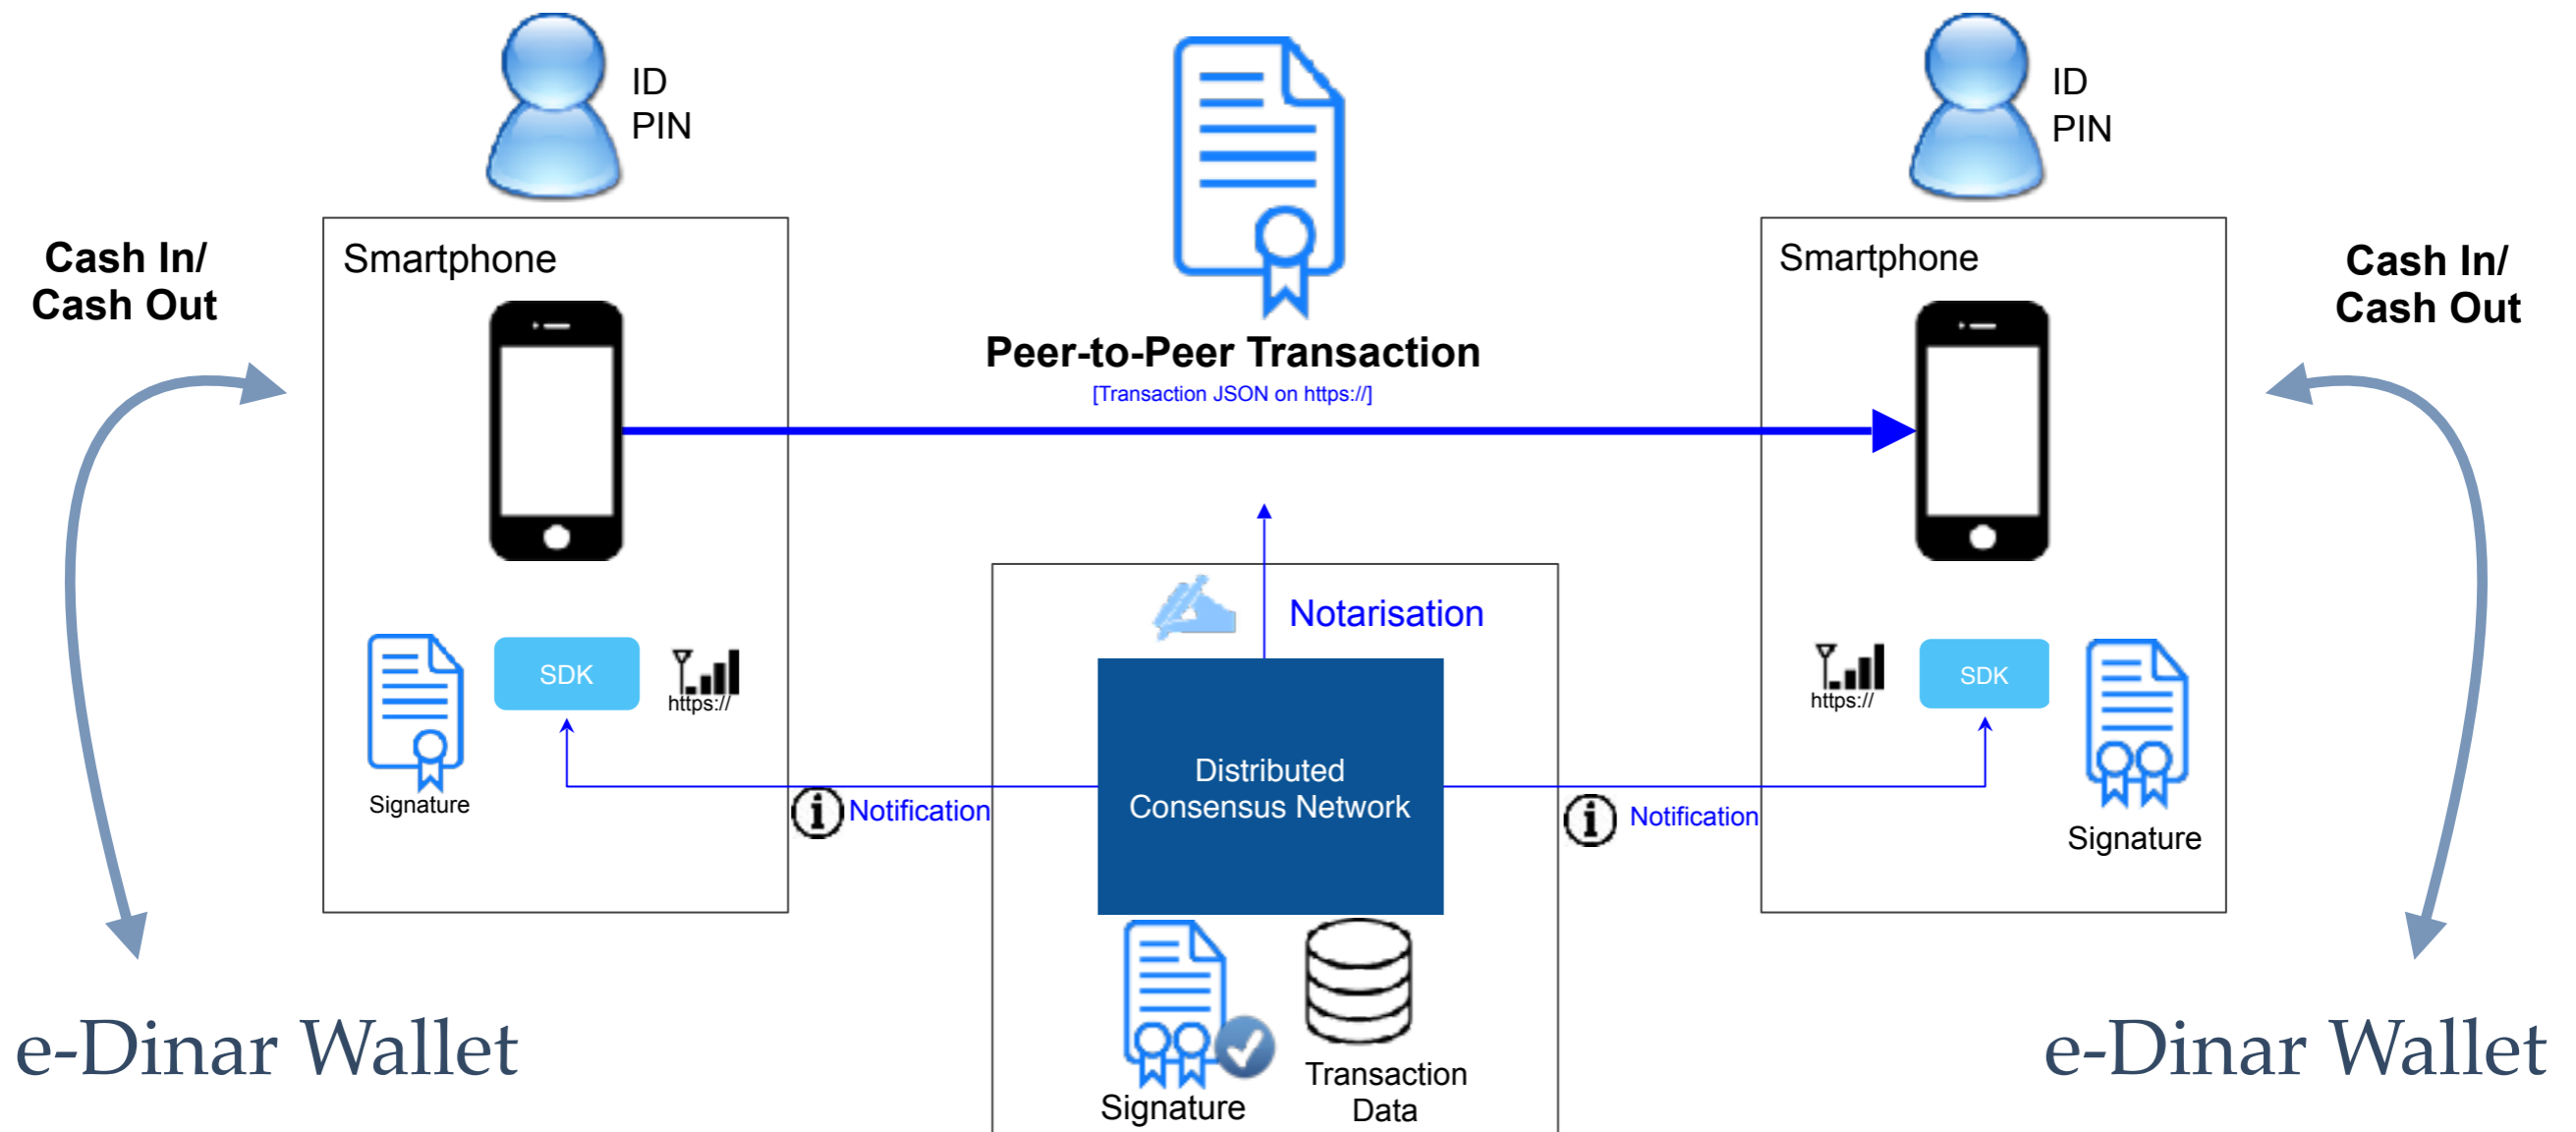 ID
PIN
ID
PIN
Cash In/
Cash Out
Smartphone
Smartphone
Cash In/
Cash Out
Peer-to-Peer Transaction
[Transaction JSON on https://]
Notarisation
SDK
https://
Signature
https://
SDK
Signature
Distributed
Consensus Network
Notification
Notification
e-Dinar Wallet
Signature
Transaction
Data
e-Dinar Wallet